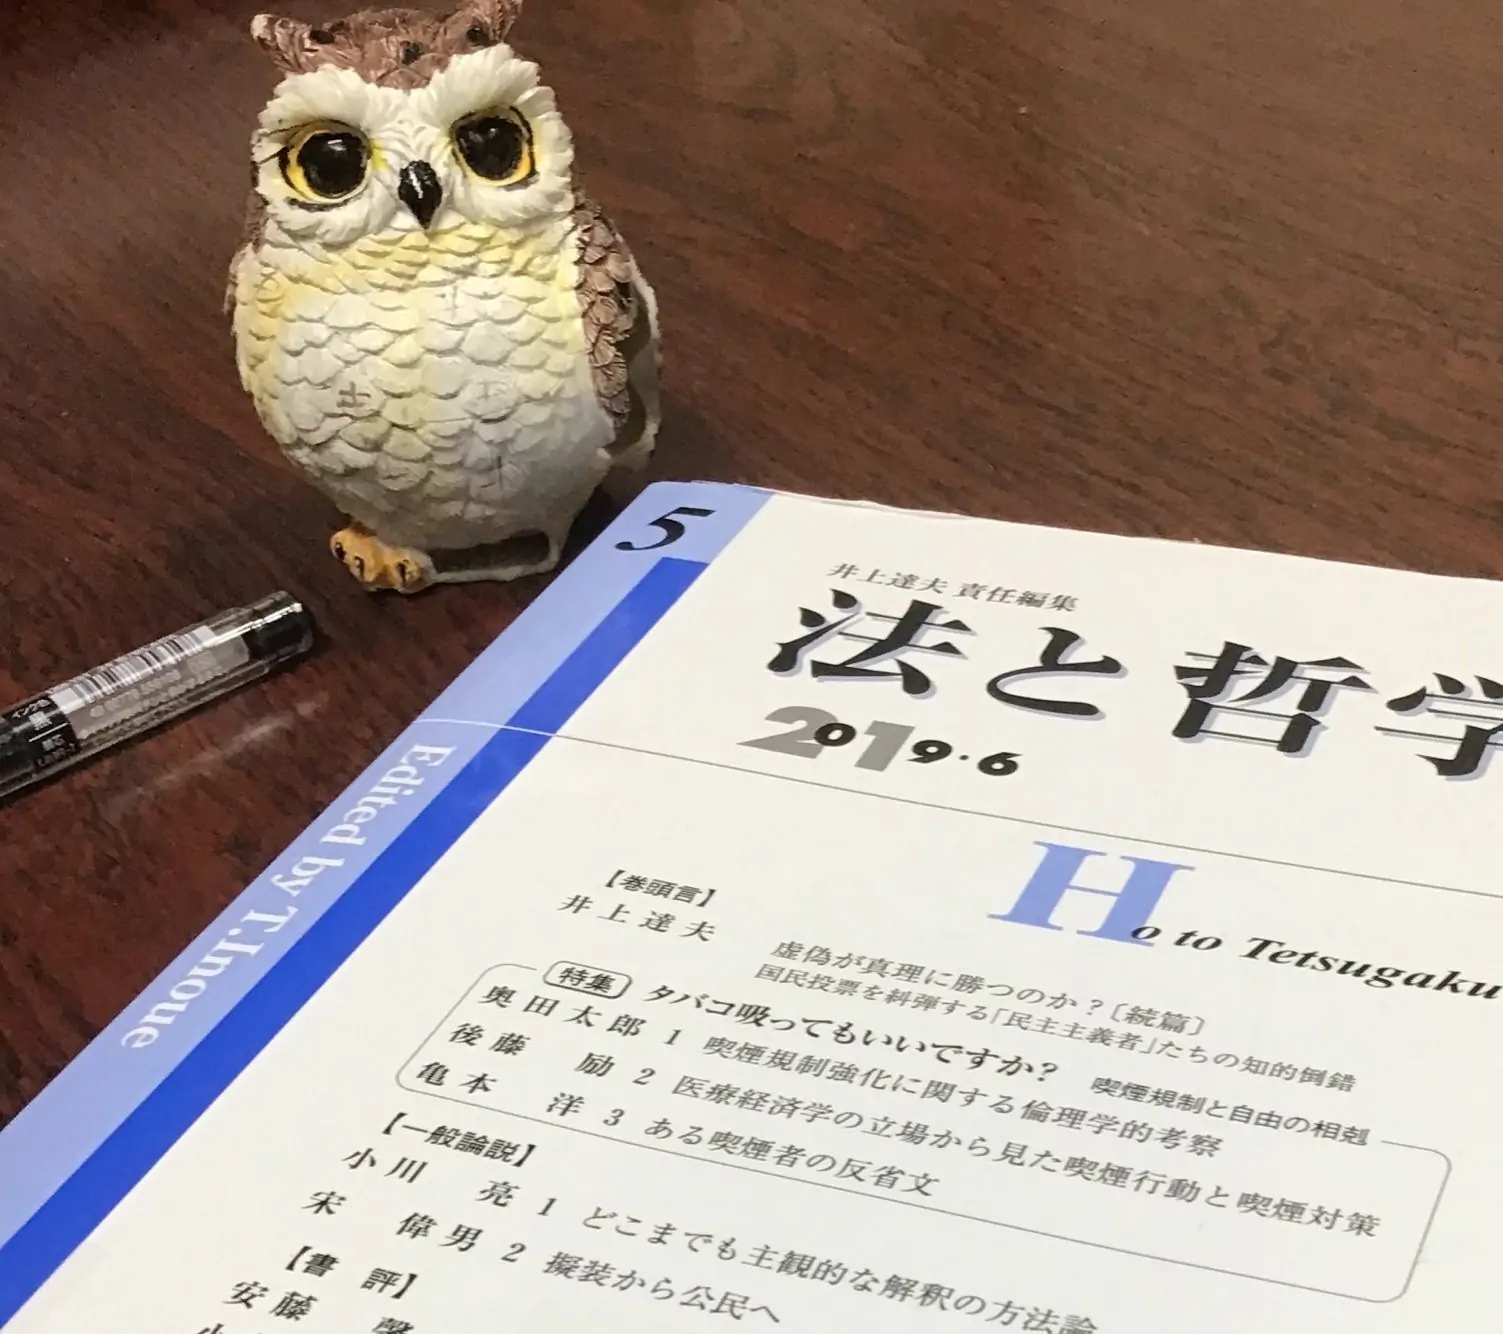 5
井上達夫 責任編集
法と哲学
2019・6
Ho to Tetsugaku
Edited by T.Inoue
【巻頭言】
井上達夫
虚偽が真理に勝つのか?〔続篇〕
国民投票を糾弾する「民主主義者」たちの知的倒錯
特集 タバコ吸ってもいいですか? 喫煙規制と自由の相剋
奥田太郎 1 喫煙規制強化に関する倫理学的考察
後藤 励 2 医療経済学の立場から見た喫煙行動と喫煙対策
亀本 洋 3 ある喫煙者の反省文
【一般論説】
小川 亮 1 どこまでも主観的な解釈の方法論
宋 偉男 2 擬装から公民へ
【書 評】
安藤 馨
インク色
黒